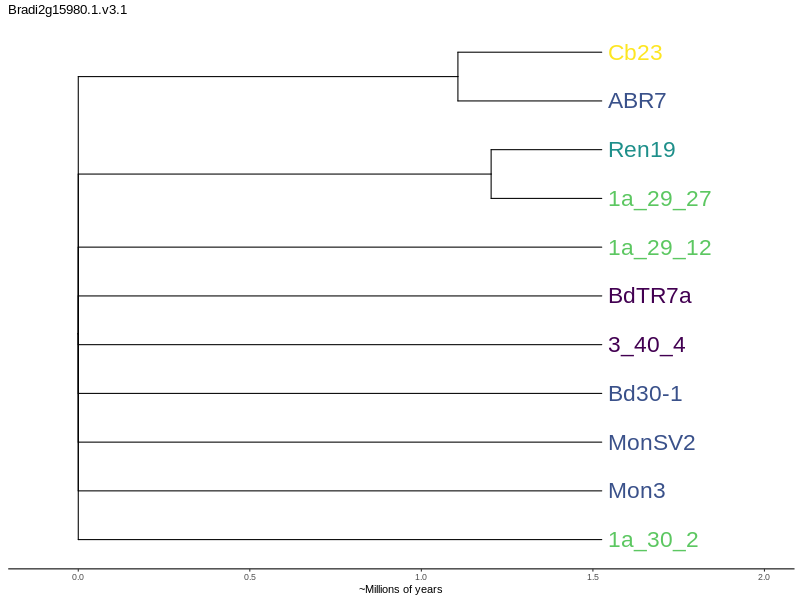 Bradi2g15980.1.v3.1
Cb23
ABR7
Ren19
1a_29_27
1a_29_12
BdTR7a
3_40_4
Bd30-1
MonSV2
Mon3
1a_30_2
0.0 0.5 1.0 1.5 2.0
~Millions of years